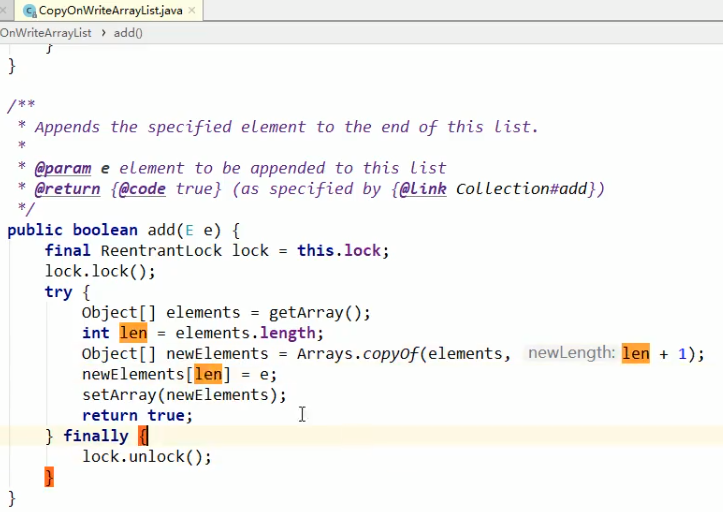 CopyOnWriteArrayList.java ×
OnWriteArrayList › add()
}
}
/**
 * Appends the specified element to the end of this list.
 *
 * @param e element to be appended to this list
 * @return {@code true} (as specified by {@link Collection#add})
 */
public boolean add(E e) {
    final ReentrantLock lock = this.lock;
    lock.lock();
    try {
        Object[] elements = getArray();
        int len = elements.length;
        Object[] newElements = Arrays.copyOf(elements, newLength: len + 1);
        newElements[len] = e;
        setArray(newElements);
        return true;
    } finally {
        lock.unlock();
    }
}